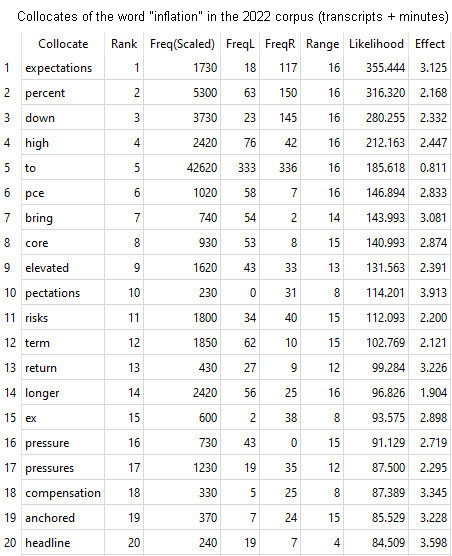 Collocates of the word "inflation" in the 2022 corpus (transcripts + minutes)
Collocate Rank Freq(Scaled) FreqL FreqR Range Likelihood Effect
1 expectations 1 1730 18 117 16 355.444 3.125
2 percent 2 5300 63 150 16 316.320 2.168
3 down 3 3730 23 145 16 280.255 2.332
4 high 4 2420 76 42 16 212.163 2.447
5 to 5 42620 333 336 16 185.618 0.811
6 pce 6 1020 58 7 16 146.894 2.833
7 bring 7 740 54 2 14 143.993 3.081
8 core 8 930 53 8 15 140.993 2.874
9 elevated 9 1620 43 33 13 131.563 2.391
10 pectations 10 230 0 31 8 114.201 3.913
11 risks 11 1800 34 40 15 112.093 2.200
12 term 12 1850 62 10 15 102.769 2.121
13 return 13 430 27 9 12 99.284 3.226
14 longer 14 2420 56 25 16 96.826 1.904
15 ex 15 600 2 38 8 93.575 2.898
16 pressure 16 730 43 0 15 91.129 2.719
17 pressures 17 1230 19 35 12 87.500 2.295
18 compensation 18 330 5 25 8 87.389 3.345
19 anchored 19 370 7 24 15 85.529 3.228
20 headline 20 240 19 7 4 84.509 3.598